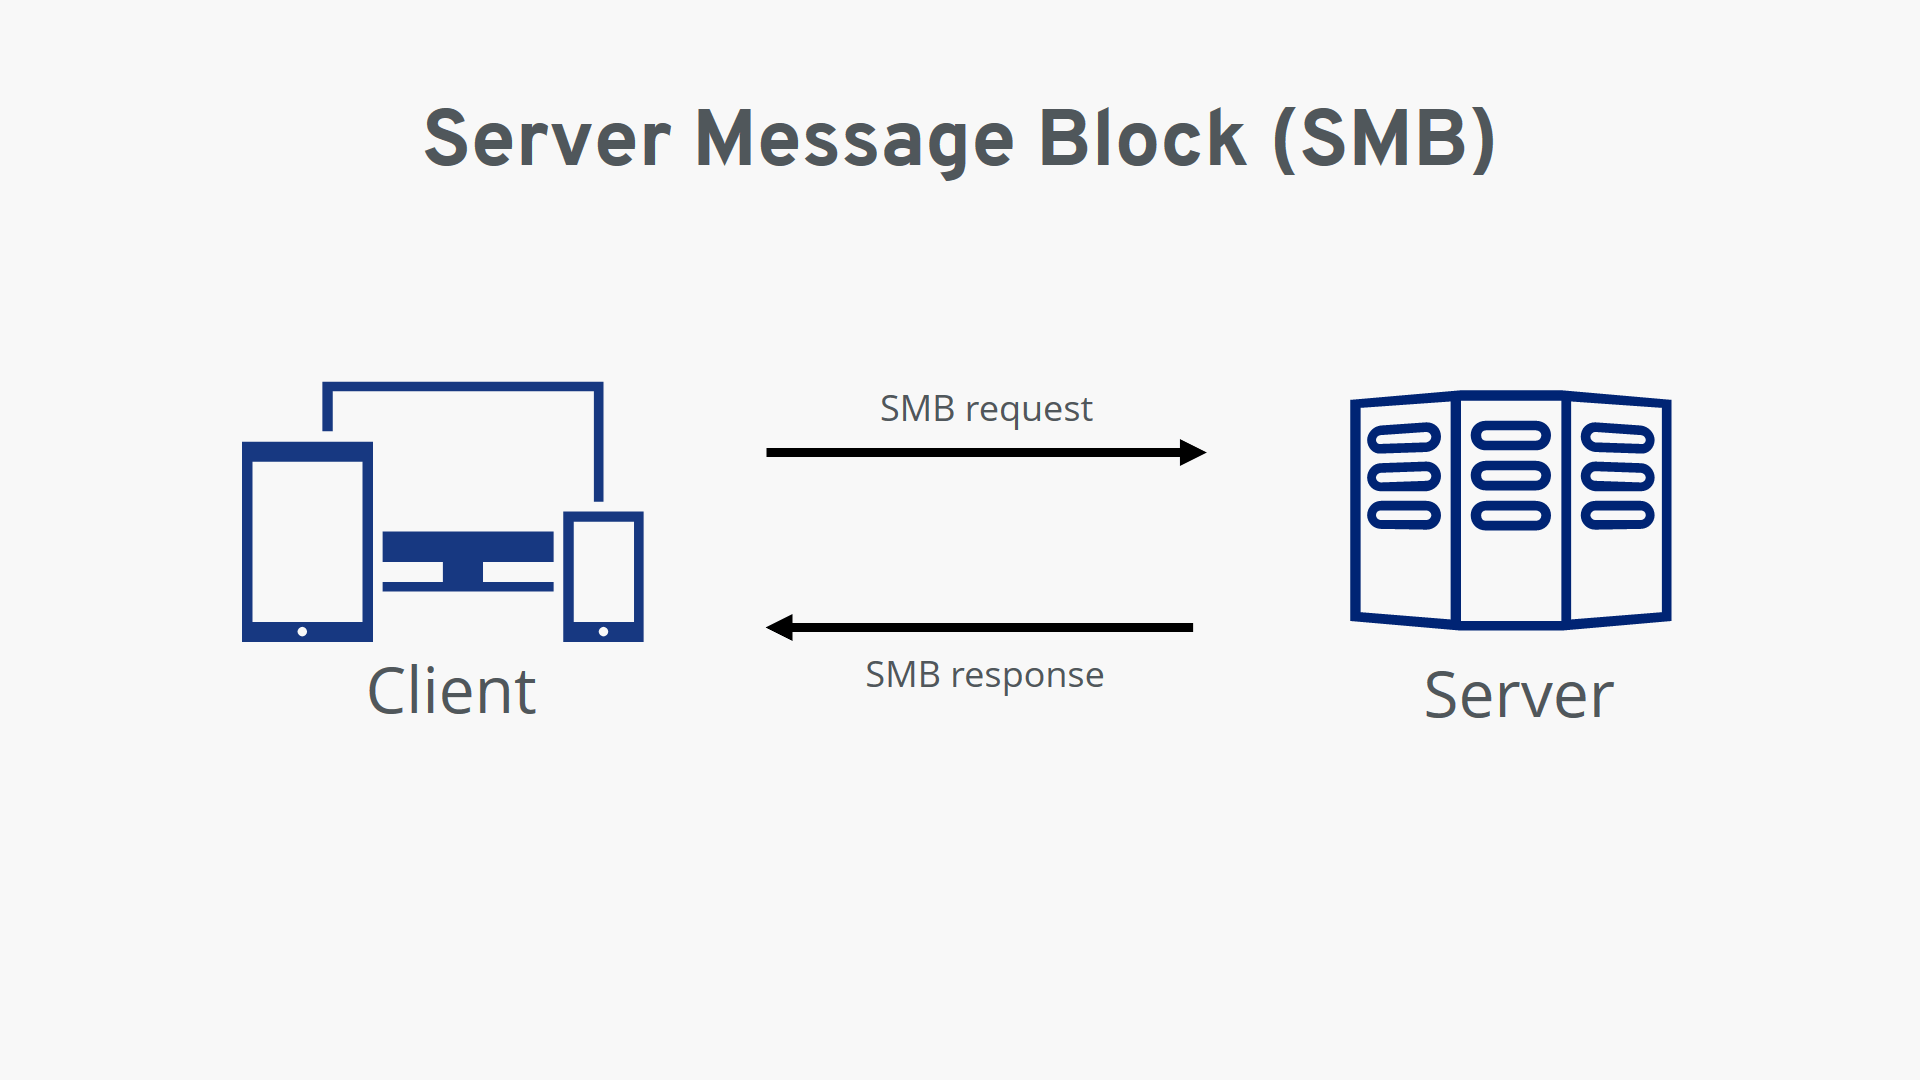 Server Message Block (SMB)
SMB request
SMB response
Client
Server